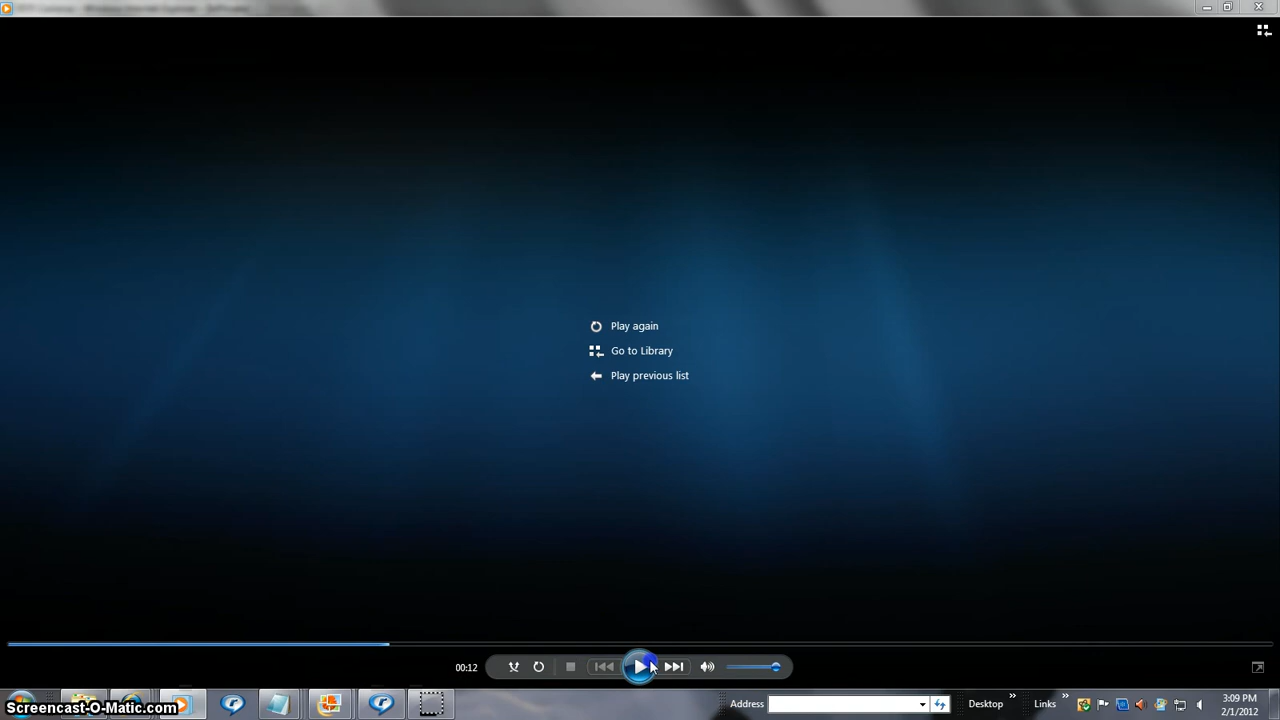 Play again
Go to Library
Play previous list
00:12
Address
Desktop
»
Links
»
3:09 PM
2/1/2012
Screencast-O-Matic.com